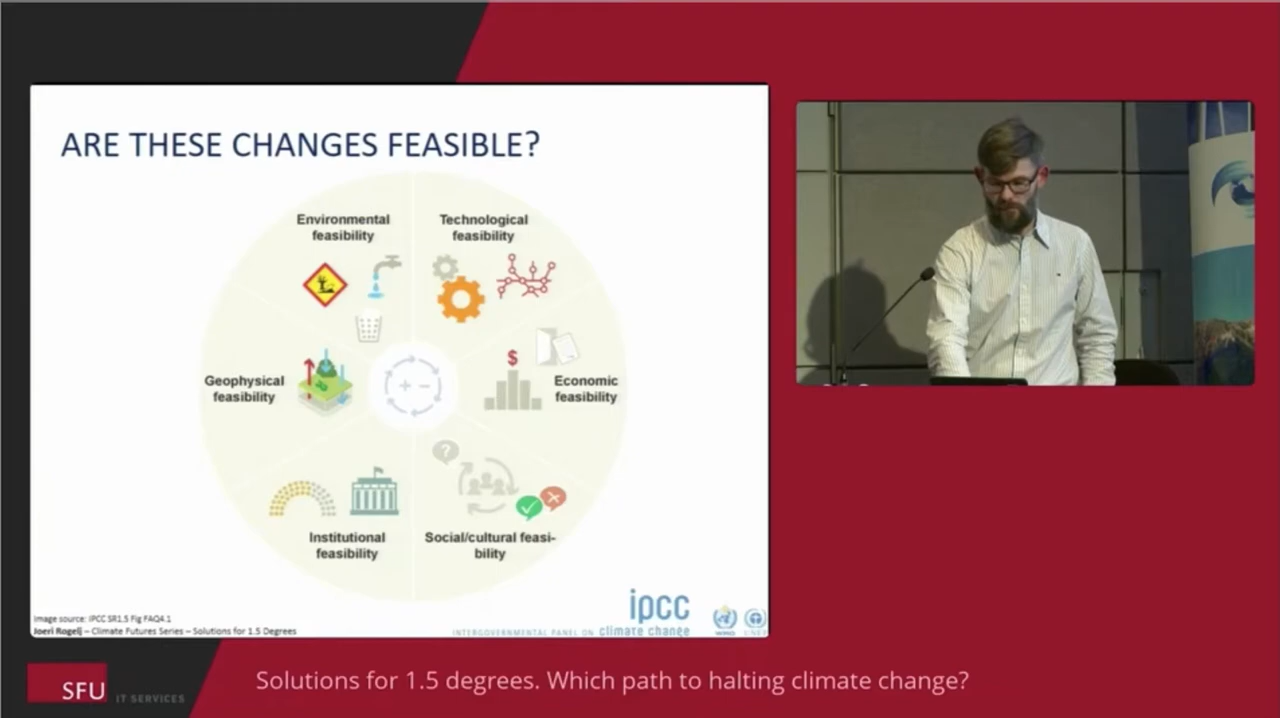 ARE THESE CHANGES FEASIBLE?
Environmental
feasibility
Technological
feasibility
$
Geophysical
feasibility
Economic
feasibility
?
Institutional
feasibility
Social/cultural feasi-
bility
Image source: IPCC SR1.5 Fig FAQ4.1
Joeri Rogelj – Climate Futures Series – Solutions for 1.5 Degrees
ipcc
INTERGOVERNMENTAL PANEL ON climate change
WMO
UNEP
SFU IT SERVICES
Solutions for 1.5 degrees. Which path to halting climate change?